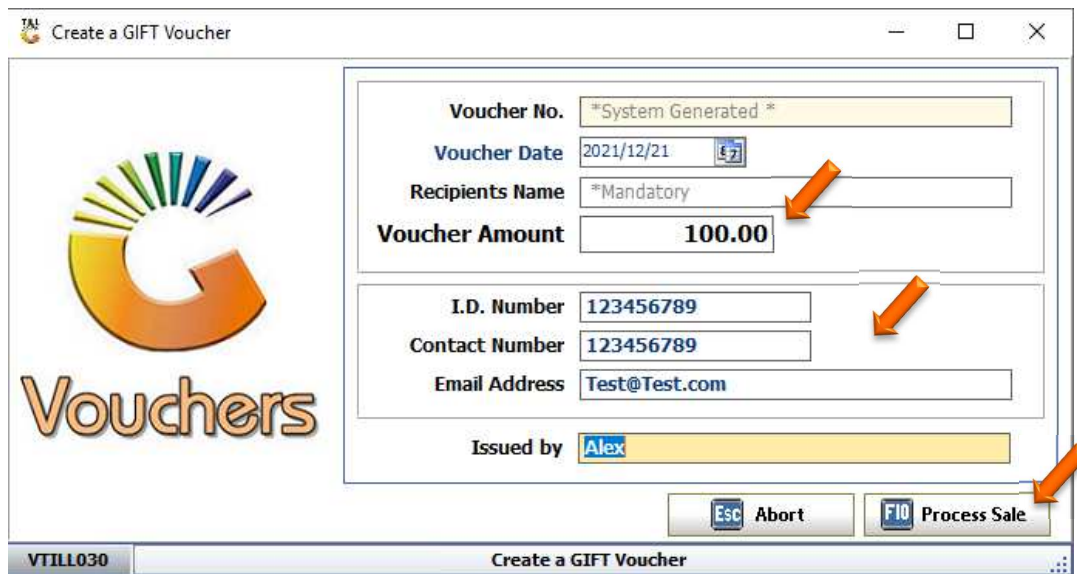 TILL Create a GIFT Voucher
Voucher No. *System Generated *
Voucher Date 2021/12/21
Recipients Name *Mandatory
Voucher Amount 100.00
I.D. Number 123456789
Contact Number 123456789
Email Address Test@Test.com
Vouchers
Issued by Alex
Esc Abort F10 Process Sale
VTILL030 Create a GIFT Voucher